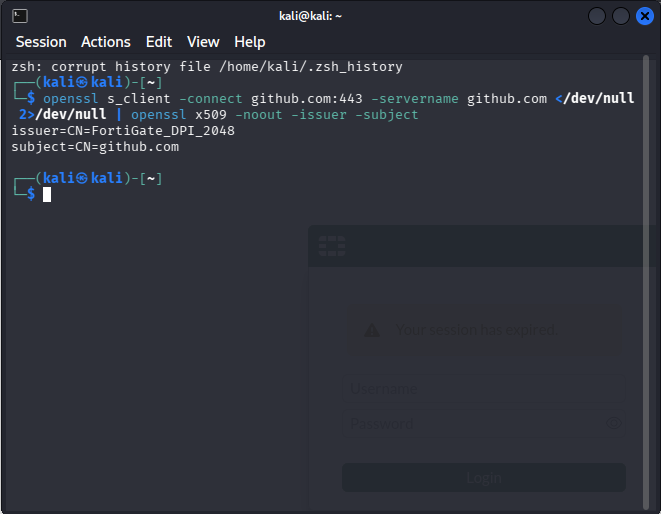 kali@kali: ~
Session Actions Edit View Help
zsh: corrupt history file /home/kali/.zsh_history
┌──(kali㉿kali)-[~]
└─$ openssl s_client -connect github.com:443 -servername github.com </dev/null
2>/dev/null | openssl x509 -noout -issuer -subject
issuer=CN=FortiGate_DPI_2048
subject=CN=github.com
┌──(kali㉿kali)-[~]
└─$
Your session has expired.
Username
Password
Login